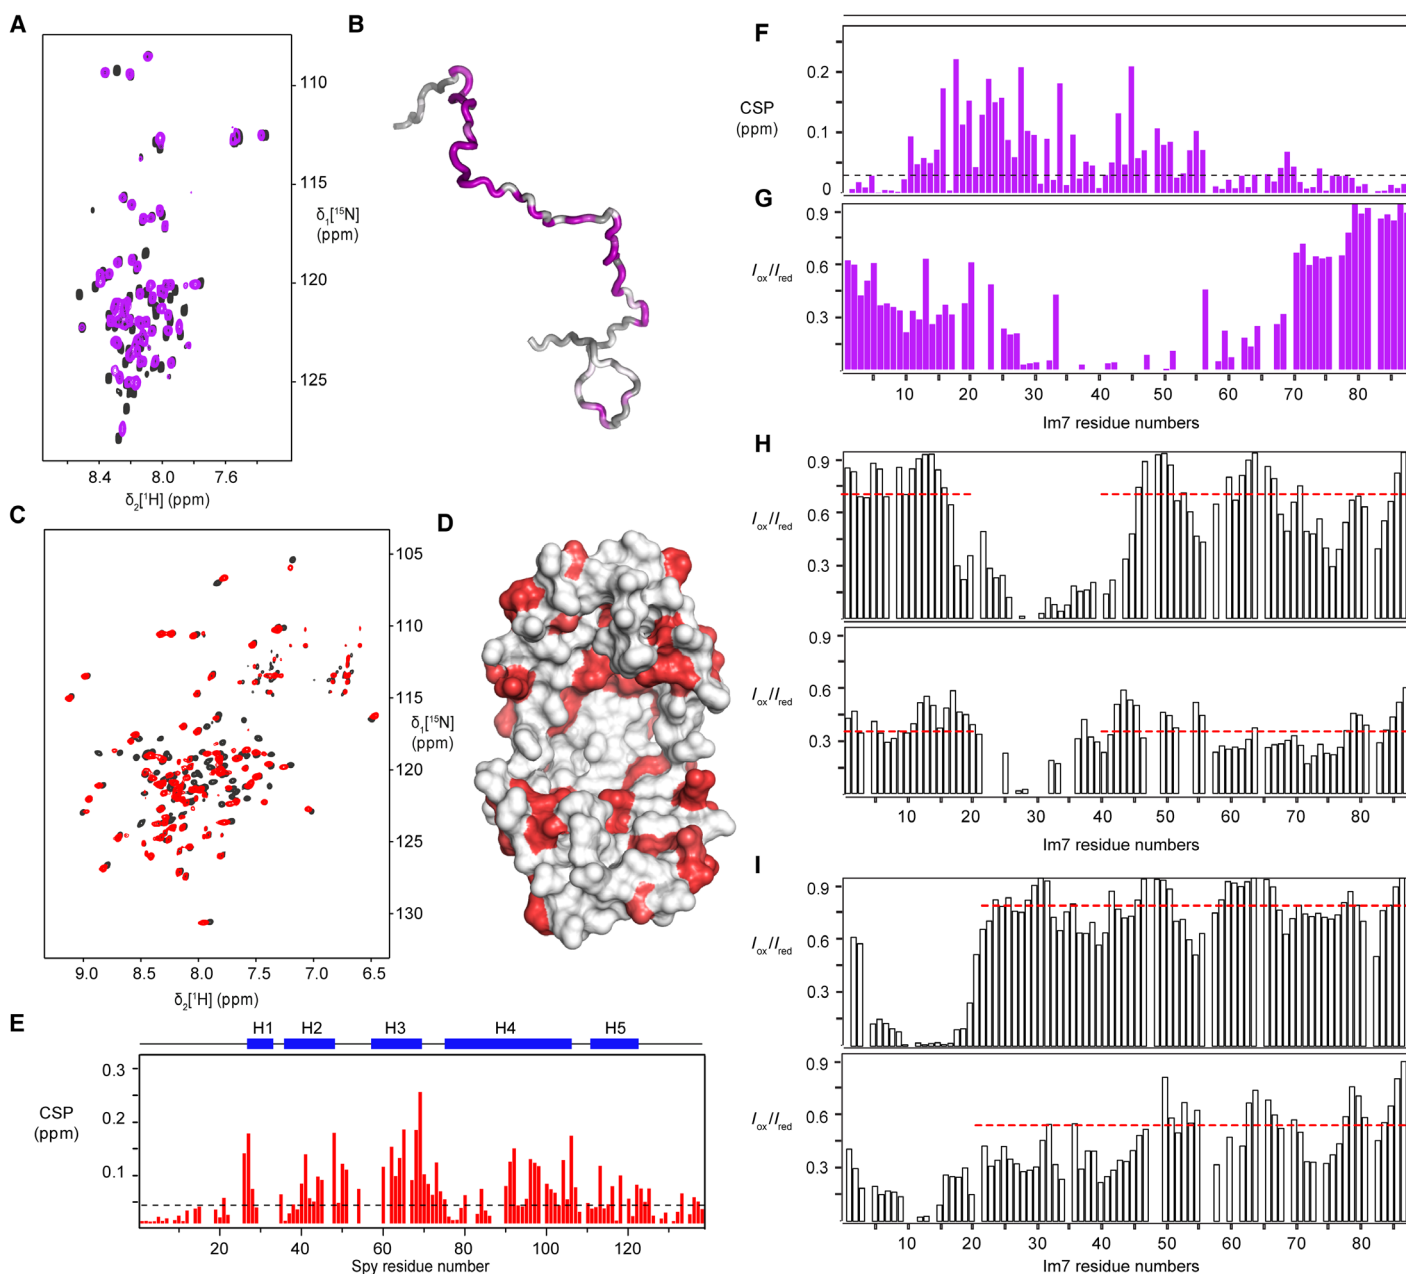 A
110
115
δ₁[¹⁵N]
(ppm)
120
125
8.4 8.0 7.6
δ₂[¹H] (ppm)
B
C
105
110
115
δ₁[¹⁵N]
(ppm)
120
125
130
9.0 8.5 8.0 7.5 7.0 6.5
δ₂[¹H] (ppm)
D
E
H1 H2 H3 H4 H5
0.3
CSP
(ppm)
0.2
0.1
20 40 60 80 100 120
Spy residue number
F
0.2
CSP
(ppm)
0.1
0
G
0.9
Iox/Ired
0.6
0.3
10 20 30 40 50 60 70 80
Im7 residue numbers
H
0.9
Iox/Ired
0.6
0.3
0.9
Iox/Ired
0.6
0.3
10 20 30 40 50 60 70 80
Im7 residue numbers
I
0.9
Iox/Ired
0.6
0.3
0.9
Iox/Ired
0.6
0.3
10 20 30 40 50 60 70 80
Im7 residue numbers